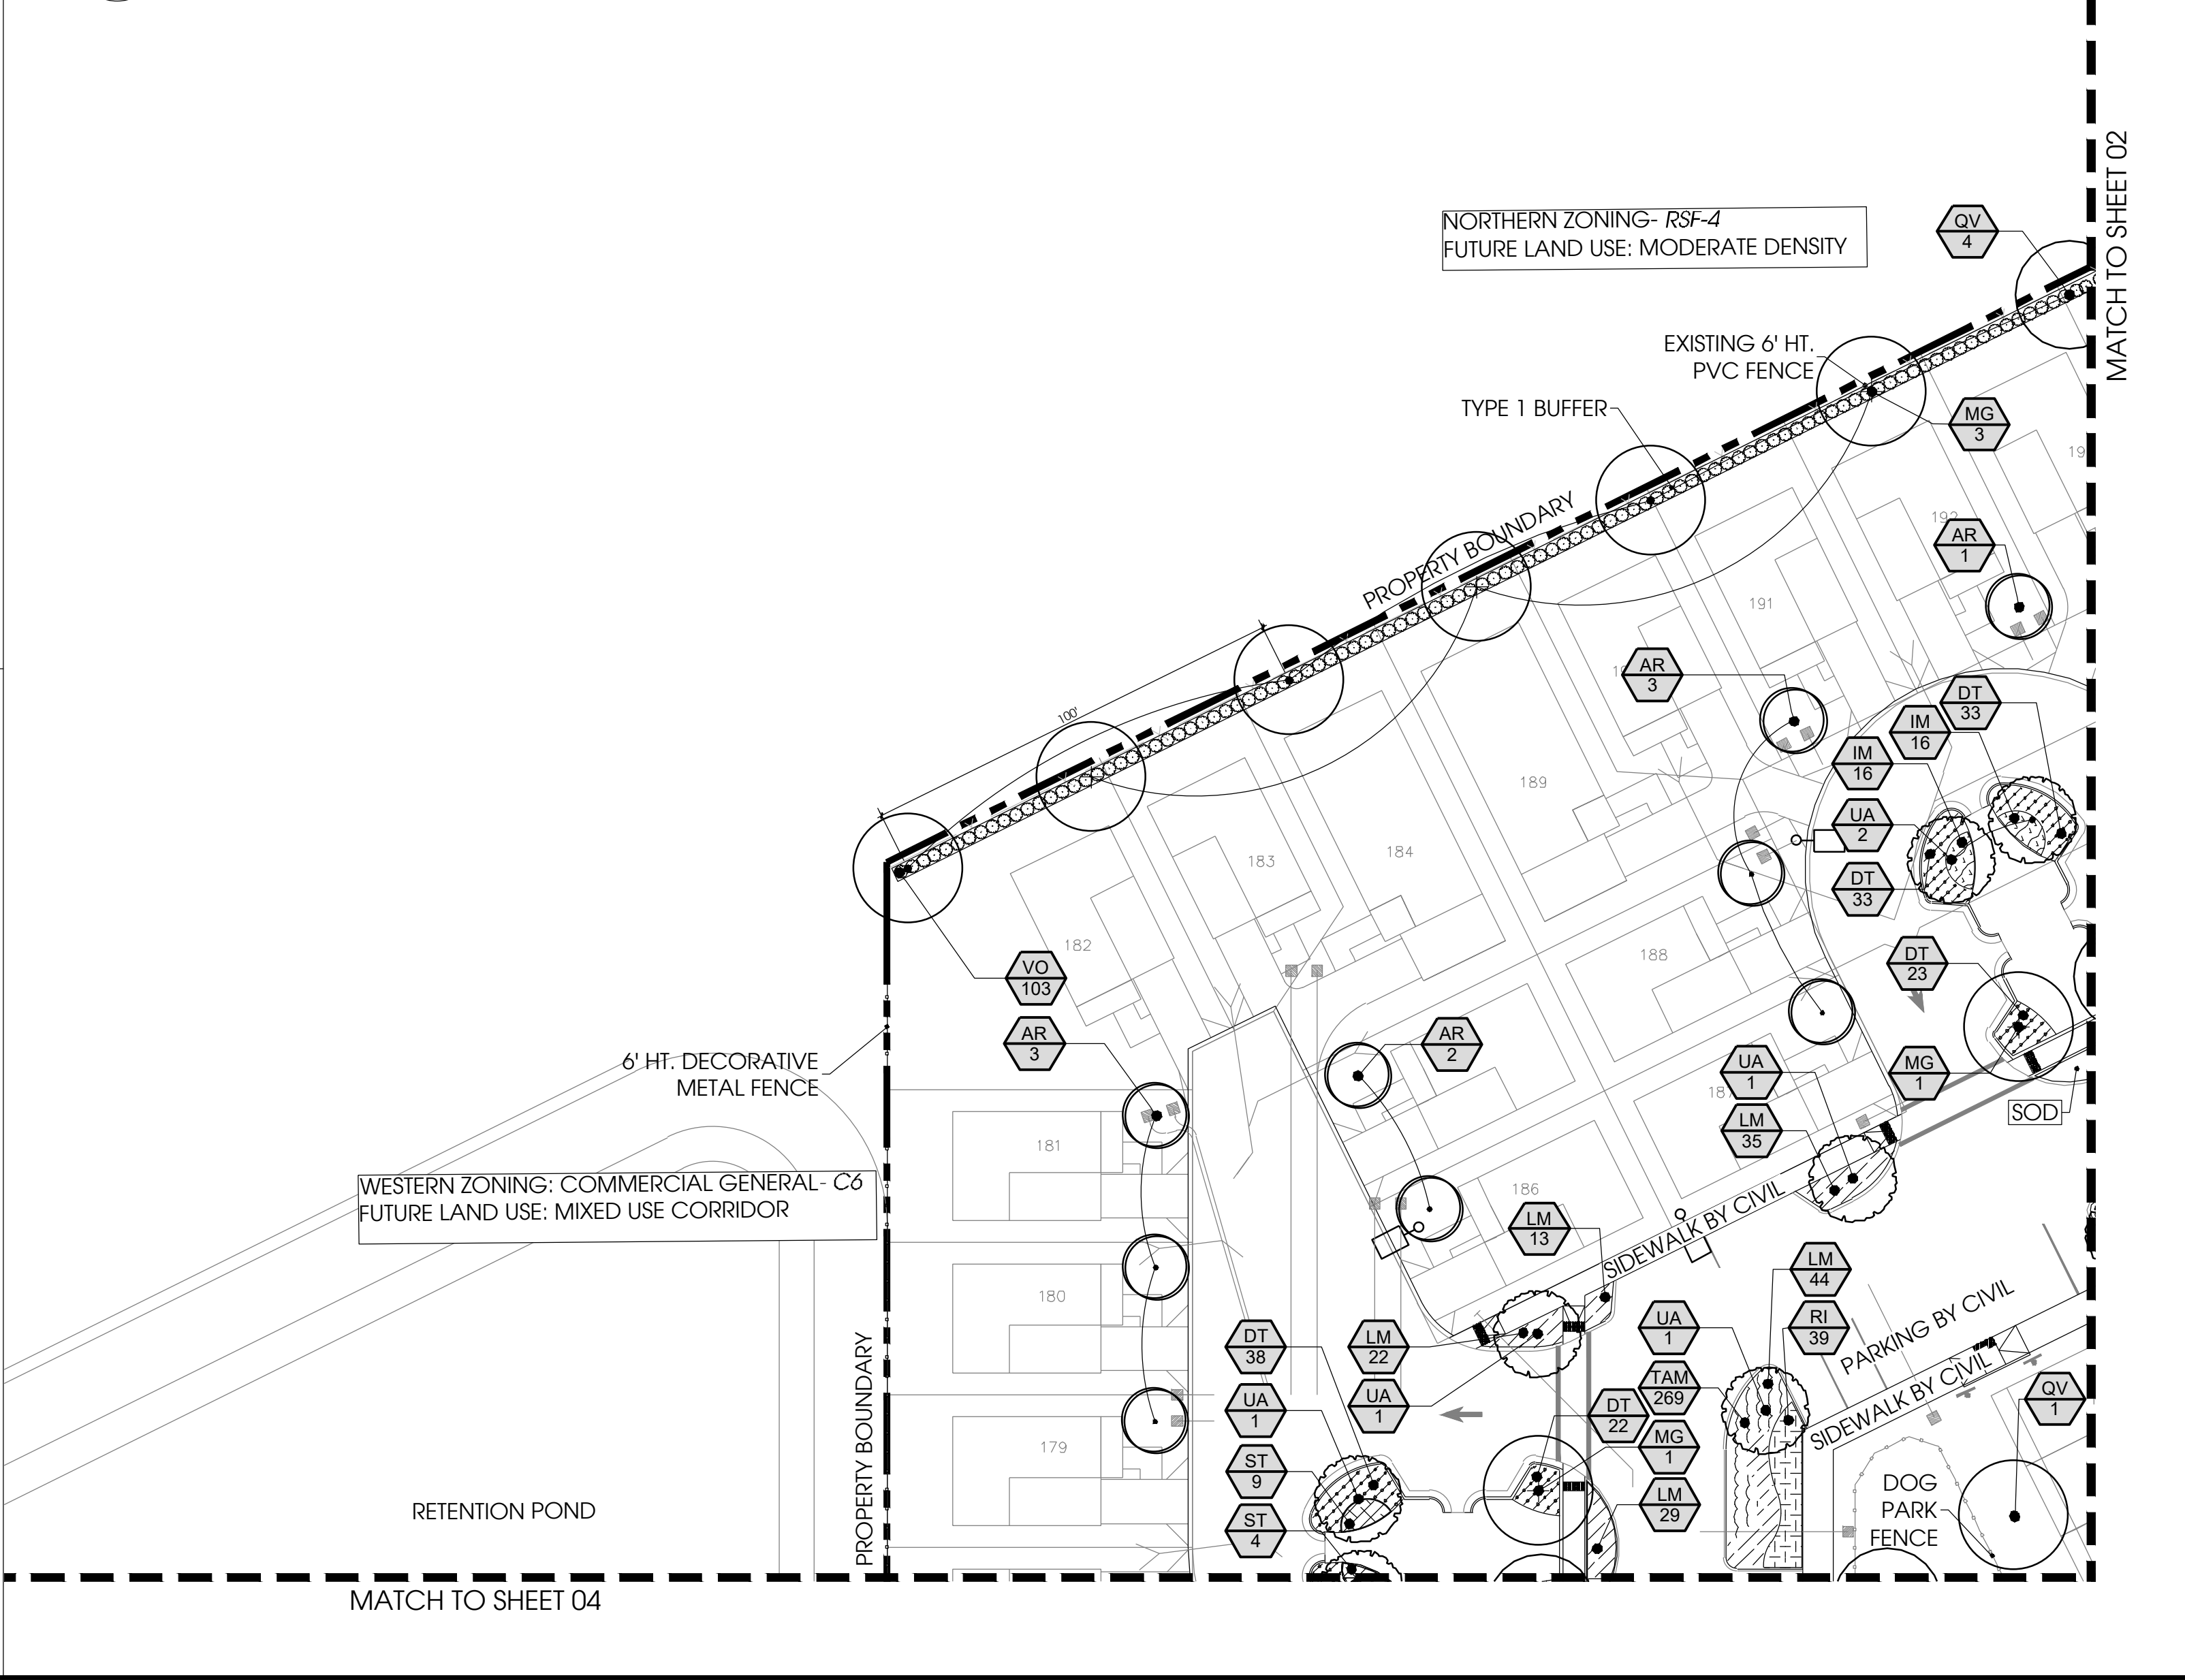 MATCH TO SHEET 02
NORTHERN ZONING- RSF-4
FUTURE LAND USE: MODERATE DENSITY
QV
4
EXISTING 6' HT.
PVC FENCE
TYPE 1 BUFFER
MG
3
PROPERTY BOUNDARY
192
AR
1
191
AR
3
100'
DT
33
IM
16
IM
16
UA
2
DT
33
189
184
183
182
188
VO
103
DT
23
AR
3
AR
2
6' HT. DECORATIVE
METAL FENCE
UA
1
MG
1
LM
35
SOD
181
WESTERN ZONING: COMMERCIAL GENERAL- C6
FUTURE LAND USE: MIXED USE CORRIDOR
186
LM
13
SIDEWALK BY CIVIL
LM
44
180
UA
1
RI
39
PARKING BY CIVIL
DT
38
LM
22
TAM
269
SIDEWALK BY CIVIL
QV
1
UA
1
UA
1
DT
22
MG
1
179
ST
9
LM
29
ST
4
DOG
PARK
FENCE
PROPERTY BOUNDARY
RETENTION POND
MATCH TO SHEET 04